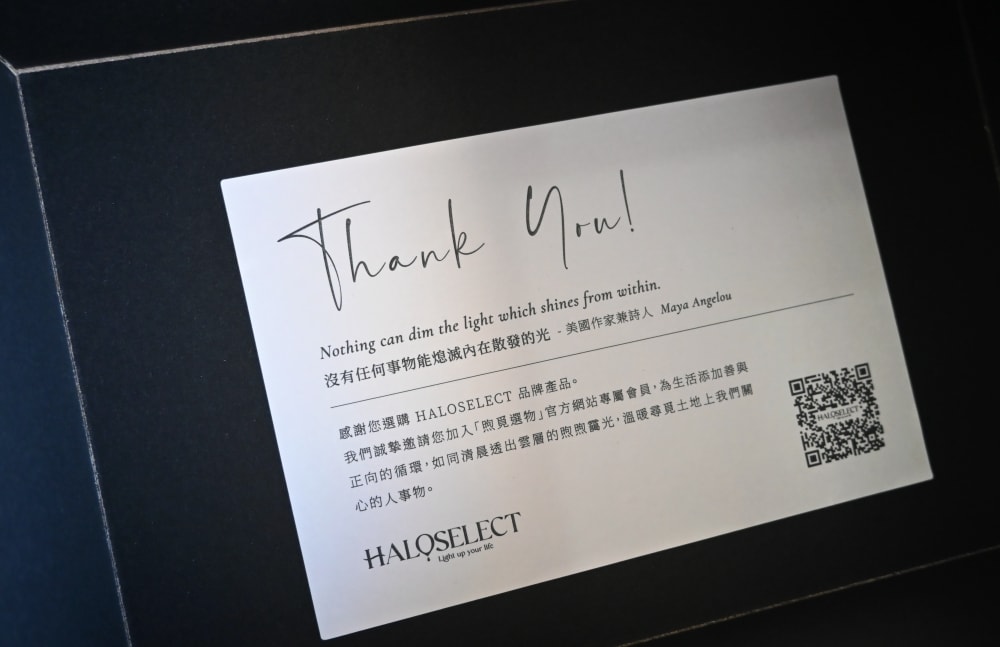 Thank You!
Nothing can dim the light which shines from within.
沒有任何事物能熄滅內在散發的光 - 美國作家兼詩人 Maya Angelou
感謝您選購 HALOSELECT 品牌產品。
我們誠摯邀請您加入「煦覓選物」官方網站專屬會員，為生活添加善與
正向的循環，如同清晨透出雲層的煦煦靄光，溫暖尋覓土地上我們關
心的人事物。
HALOSELECT
HALOSELECT
Light up your life